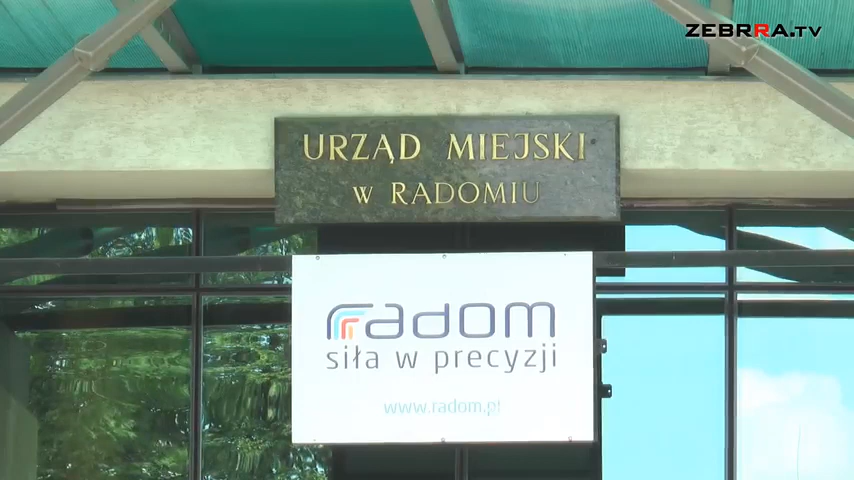 ZEBRRA.TV
URZĄD MIEJSKI
W RADOMIU
radom
siła w precyzji
www.radom.pl